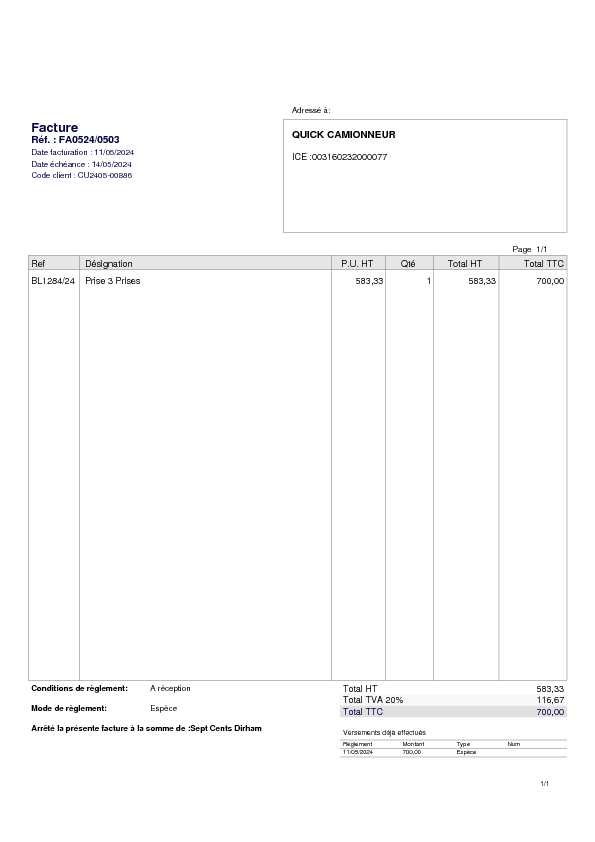 Adressé à:
Facture
Réf. : FA0524/0503
Date facturation : 11/05/2024
Date échéance : 14/05/2024
Code client : CU2405-00886
QUICK CAMIONNEUR
ICE :003160232000077
Page 1/1
Ref Désignation P.U. HT Qté Total HT Total TTC
BL1284/24 Prise 3 Prises 583,33 1 583,33 700,00
Conditions de règlement: A réception
Mode de règlement: Espèce
Arrêté la présente facture à la somme de :Sept Cents Dirham
Total HT 583,33
Total TVA 20% 116,67
Total TTC 700,00
Versements déjà effectués
Règlement Montant Type Num
11/05/2024 700,00 Espèce
1/1